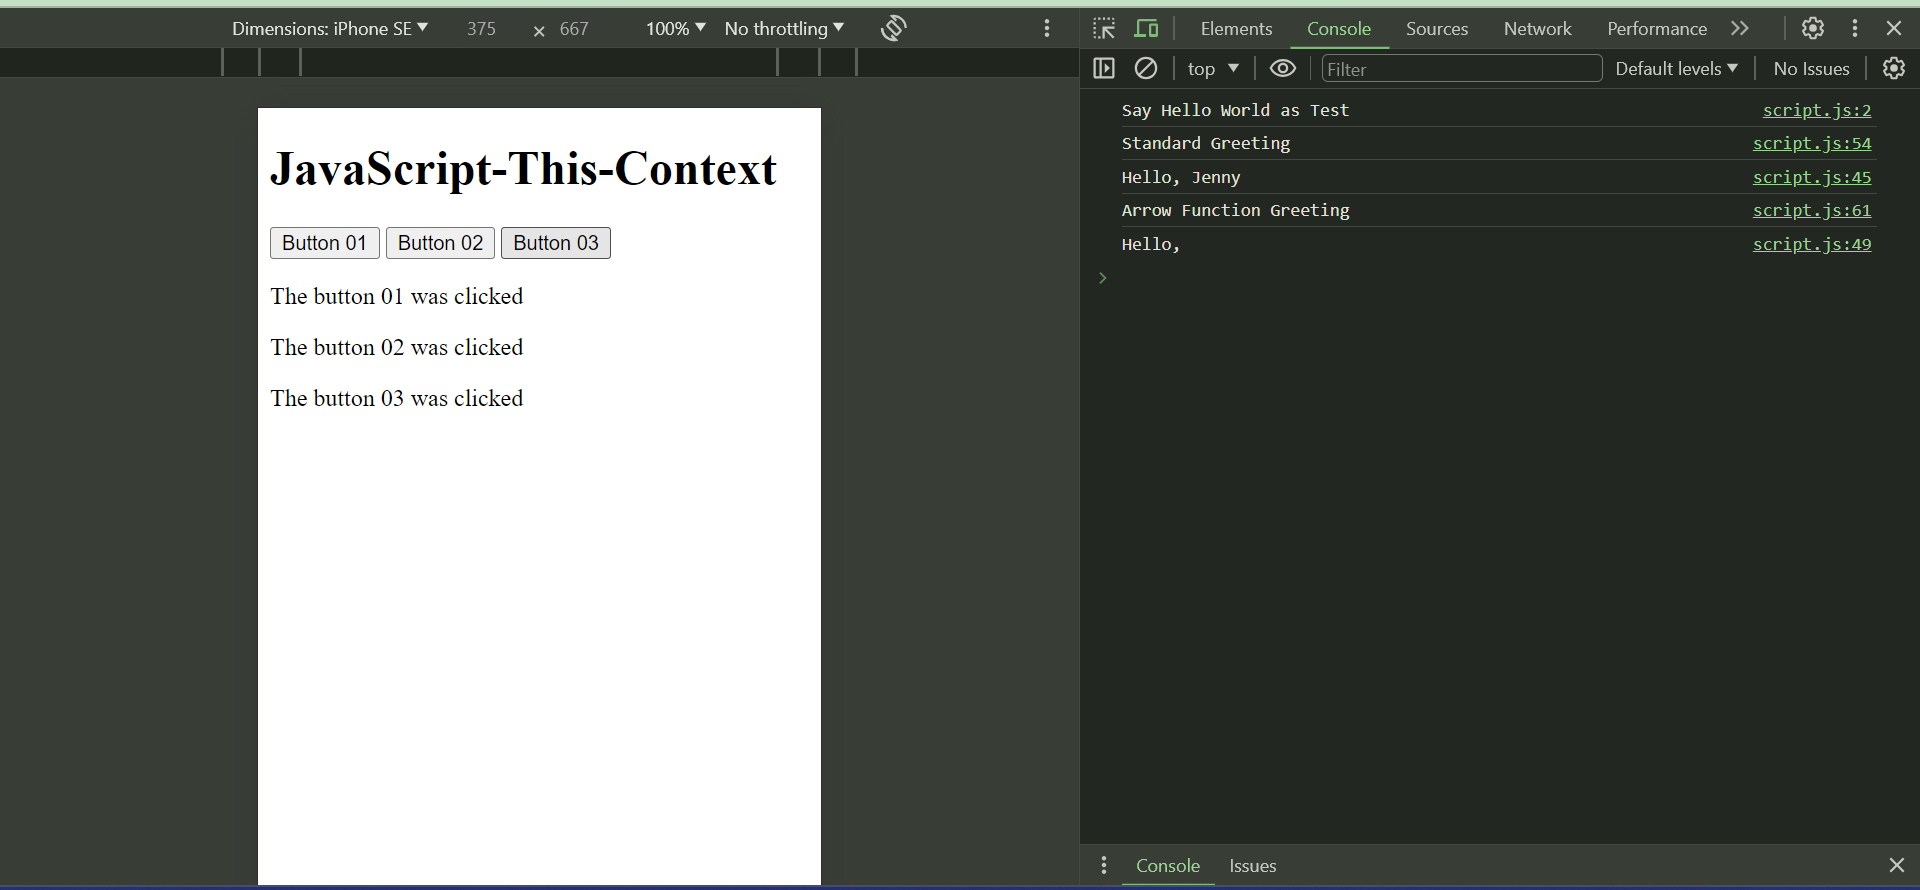 Dimensions: iPhone SE 375 × 667 100% No throttling
Elements Console Sources Network Performance
top Filter Default levels No Issues
JavaScript-This-Context
Button 01 Button 02 Button 03
The button 01 was clicked
The button 02 was clicked
The button 03 was clicked
Say Hello World as Test script.js:2
Standard Greeting script.js:54
Hello, Jenny script.js:45
Arrow Function Greeting script.js:61
Hello, script.js:49
Console Issues